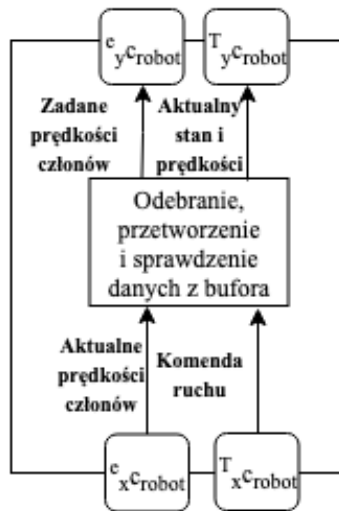 e y c robot T y c robot
Zadane
prędkości
członów
Aktualny
stan i
prędkości
Odebranie,
przetworzenie
i sprawdzenie
danych z bufora
Aktualne
prędkości
członów
Komenda
ruchu
e x c robot T x c robot